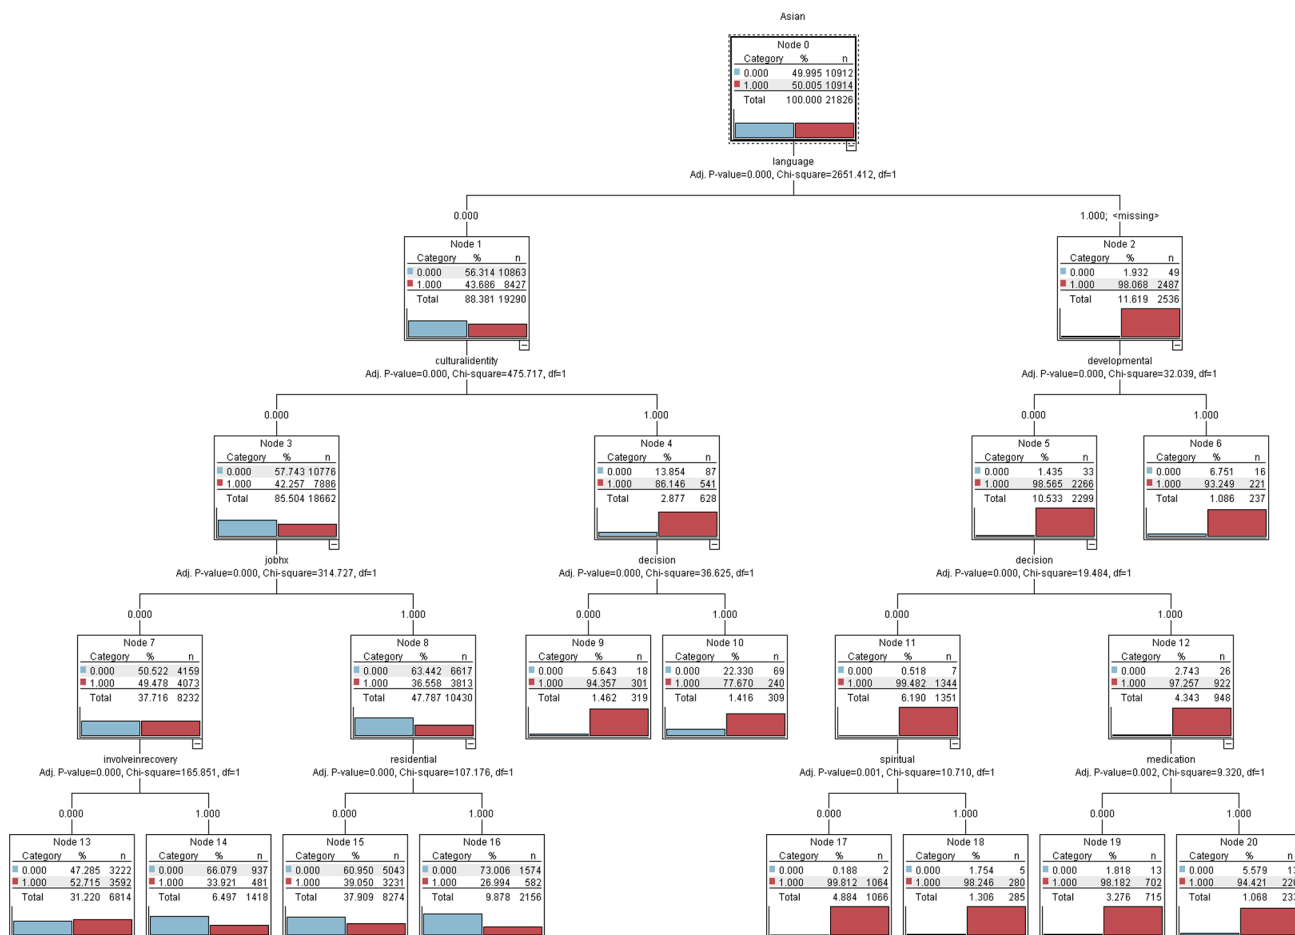 Asian
Node 0
Category % n
0.000 49.995 10912
1.000 50.005 10914
Total 100.000 21826
language
Adj. P-value=0.000, Chi-square=2651.412, df=1
0.000
1.000; <missing>
Node 1
Category % n
0.000 56.314 10863
1.000 43.686 8427
Total 88.381 19290
Node 2
Category % n
0.000 1.932 49
1.000 98.068 2487
Total 11.619 2536
culturalidentity
Adj. P-value=0.000, Chi-square=475.717, df=1
developmental
Adj. P-value=0.000, Chi-square=32.039, df=1
0.000
1.000
0.000
1.000
Node 3
Category % n
0.000 57.743 10776
1.000 42.257 7886
Total 85.504 18662
Node 4
Category % n
0.000 13.854 87
1.000 86.146 541
Total 2.877 628
Node 5
Category % n
0.000 1.435 33
1.000 98.565 2266
Total 10.533 2299
Node 6
Category % n
0.000 6.751 16
1.000 93.249 221
Total 1.086 237
jobhx
Adj. P-value=0.000, Chi-square=314.727, df=1
decision
Adj. P-value=0.000, Chi-square=36.625, df=1
decision
Adj. P-value=0.000, Chi-square=19.484, df=1
0.000
1.000
0.000
1.000
0.000
1.000
Node 7
Category % n
0.000 50.522 4159
1.000 49.478 4073
Total 37.716 8232
Node 8
Category % n
0.000 63.442 6617
1.000 36.558 3813
Total 47.787 10430
Node 9
Category % n
0.000 5.643 18
1.000 94.357 301
Total 1.462 319
Node 10
Category % n
0.000 22.330 69
1.000 77.670 240
Total 1.416 309
Node 11
Category % n
0.000 0.518 7
1.000 99.482 1344
Total 6.190 1351
Node 12
Category % n
0.000 2.743 26
1.000 97.257 922
Total 4.343 948
involveinrecovery
Adj. P-value=0.000, Chi-square=165.851, df=1
residential
Adj. P-value=0.000, Chi-square=107.176, df=1
spiritual
Adj. P-value=0.001, Chi-square=10.710, df=1
medication
Adj. P-value=0.002, Chi-square=9.320, df=1
0.000
1.000
0.000
1.000
0.000
1.000
0.000
1.000
Node 13
Category % n
0.000 47.285 3222
1.000 52.715 3592
Total 31.220 6814
Node 14
Category % n
0.000 66.079 937
1.000 33.921 481
Total 6.497 1418
Node 15
Category % n
0.000 60.950 5043
1.000 39.050 3231
Total 37.909 8274
Node 16
Category % n
0.000 73.006 1574
1.000 26.994 582
Total 9.878 2156
Node 17
Category % n
0.000 0.188 2
1.000 99.812 1064
Total 4.884 1066
Node 18
Category % n
0.000 1.754 5
1.000 98.246 280
Total 1.306 285
Node 19
Category % n
0.000 1.818 13
1.000 98.182 702
Total 3.276 715
Node 20
Category % n
0.000 5.579
1.000 94.421
Total 1.068